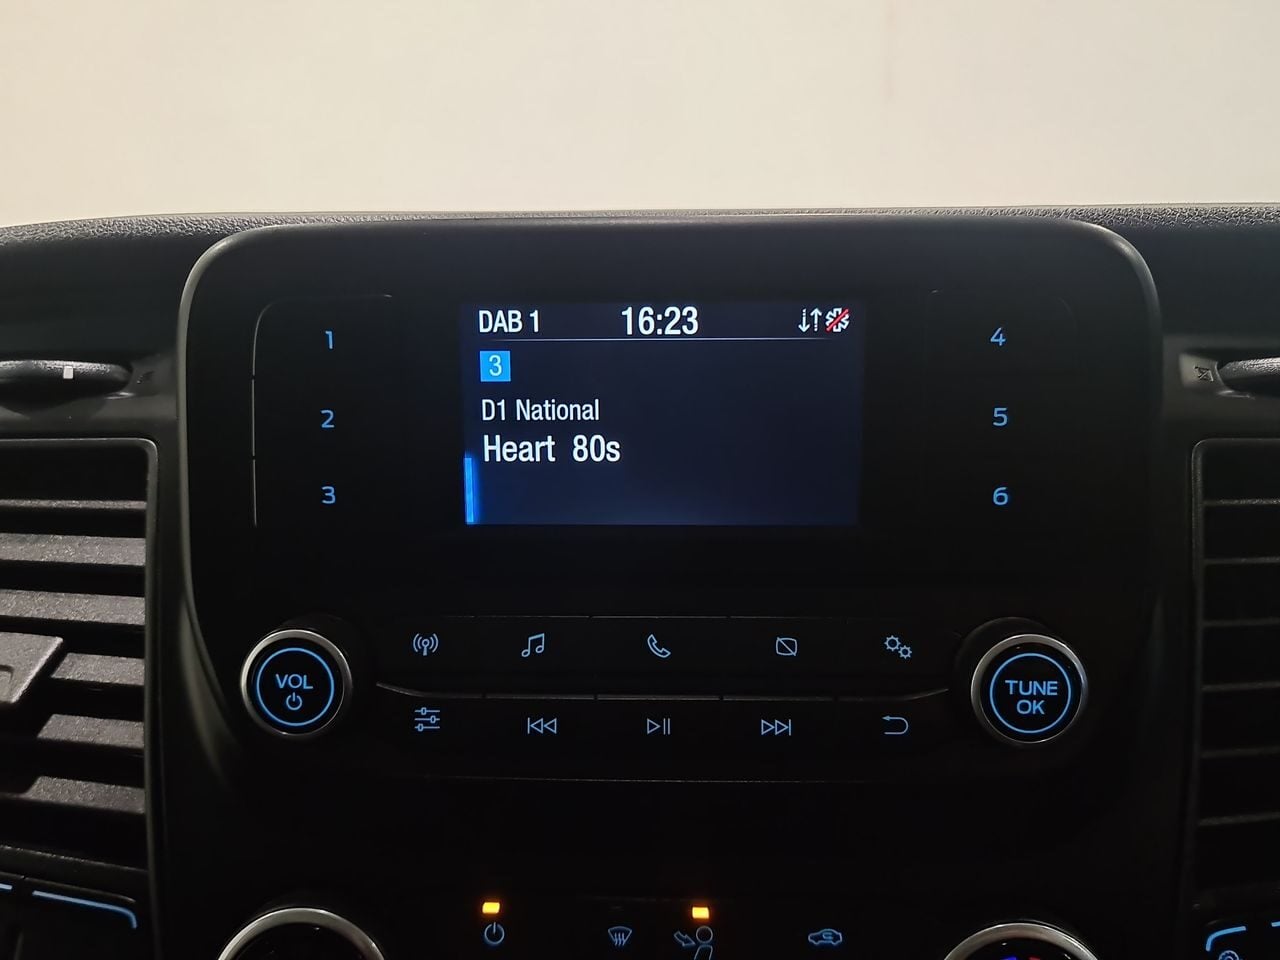 DAB 1 16:23
3
D1 National
Heart 80s
1
2
3
4
5
6
VOL
TUNE
OK